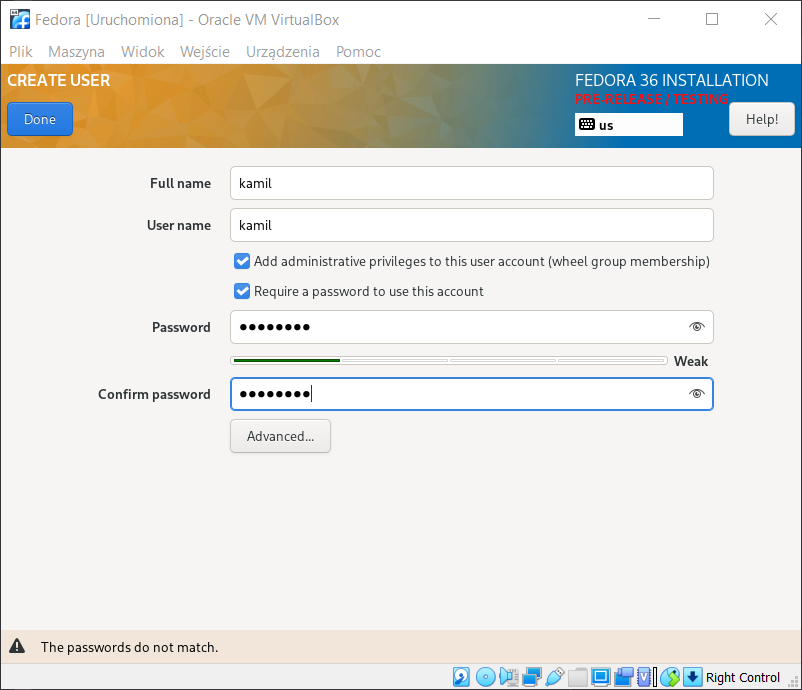 Fedora [Uruchomiona] - Oracle VM VirtualBox
Plik Maszyna Widok Wejście Urządzenia Pomoc
CREATE USER
FEDORA 36 INSTALLATION
PRE-RELEASE / TESTING
Done
us
Help!
Full name
kamil
User name
kamil
Add administrative privileges to this user account (wheel group membership)
Require a password to use this account
Password
●●●●●●●●
Weak
Confirm password
●●●●●●●●
Advanced...
The passwords do not match.
Right Control